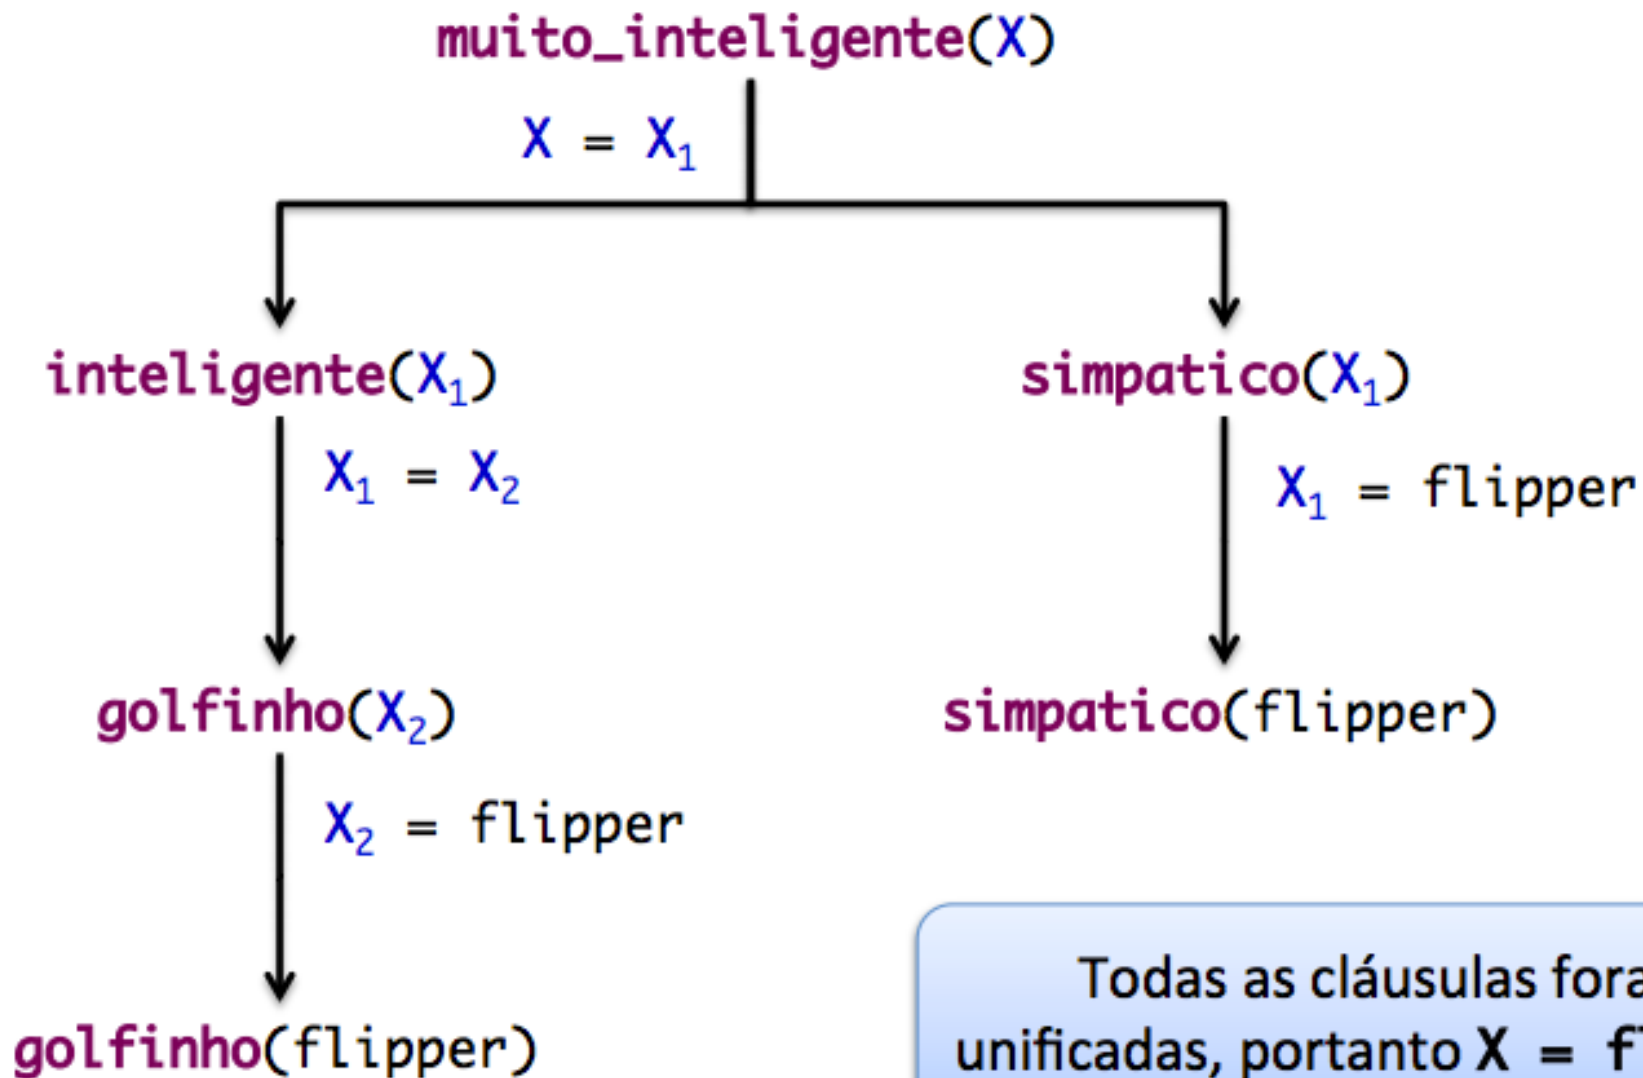 muito_inteligente(X)
X = X₁
inteligente(X₁)
simpatico(X₁)
X₁ = X₂
X₁ = flipper
golfinho(X₂)
simpatico(flipper)
X₂ = flipper
golfinho(flipper)
Todas as cláusulas
unificadas, portanto X =